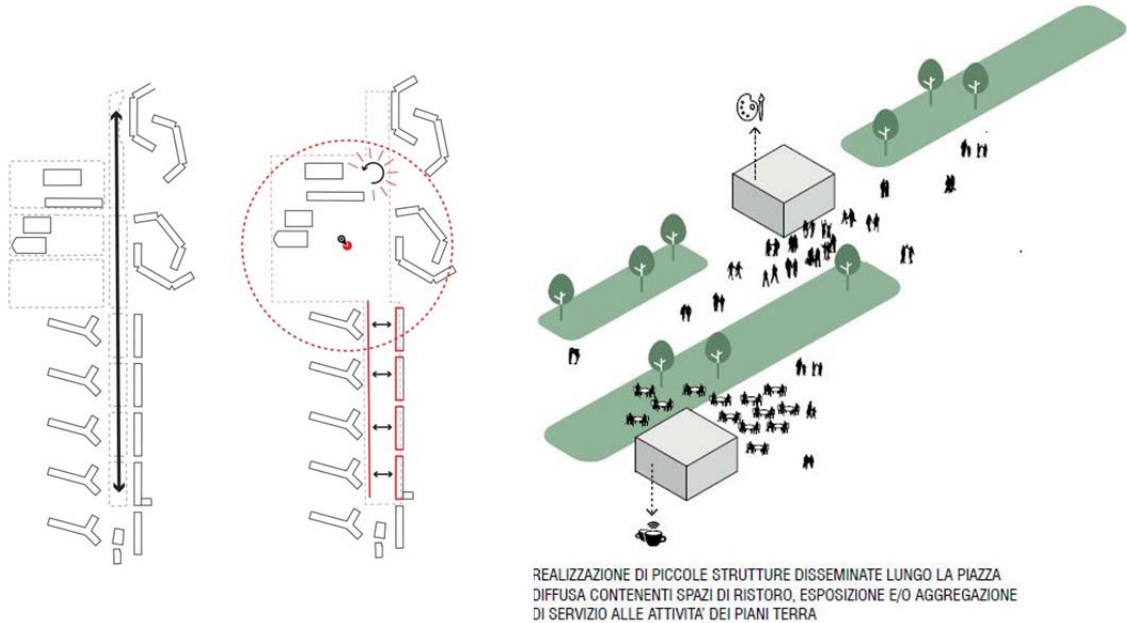 REALIZZAZIONE DI PICCOLE STRUTTURE DISSEMINATE LUNGO LA PIAZZA
DIFFUSA CONTENENTI SPAZI DI RISTORO, ESPOSIZIONE E/O AGGREGAZIONE
DI SERVIZIO ALLE ATTIVITA' DEI PIANI TERRA